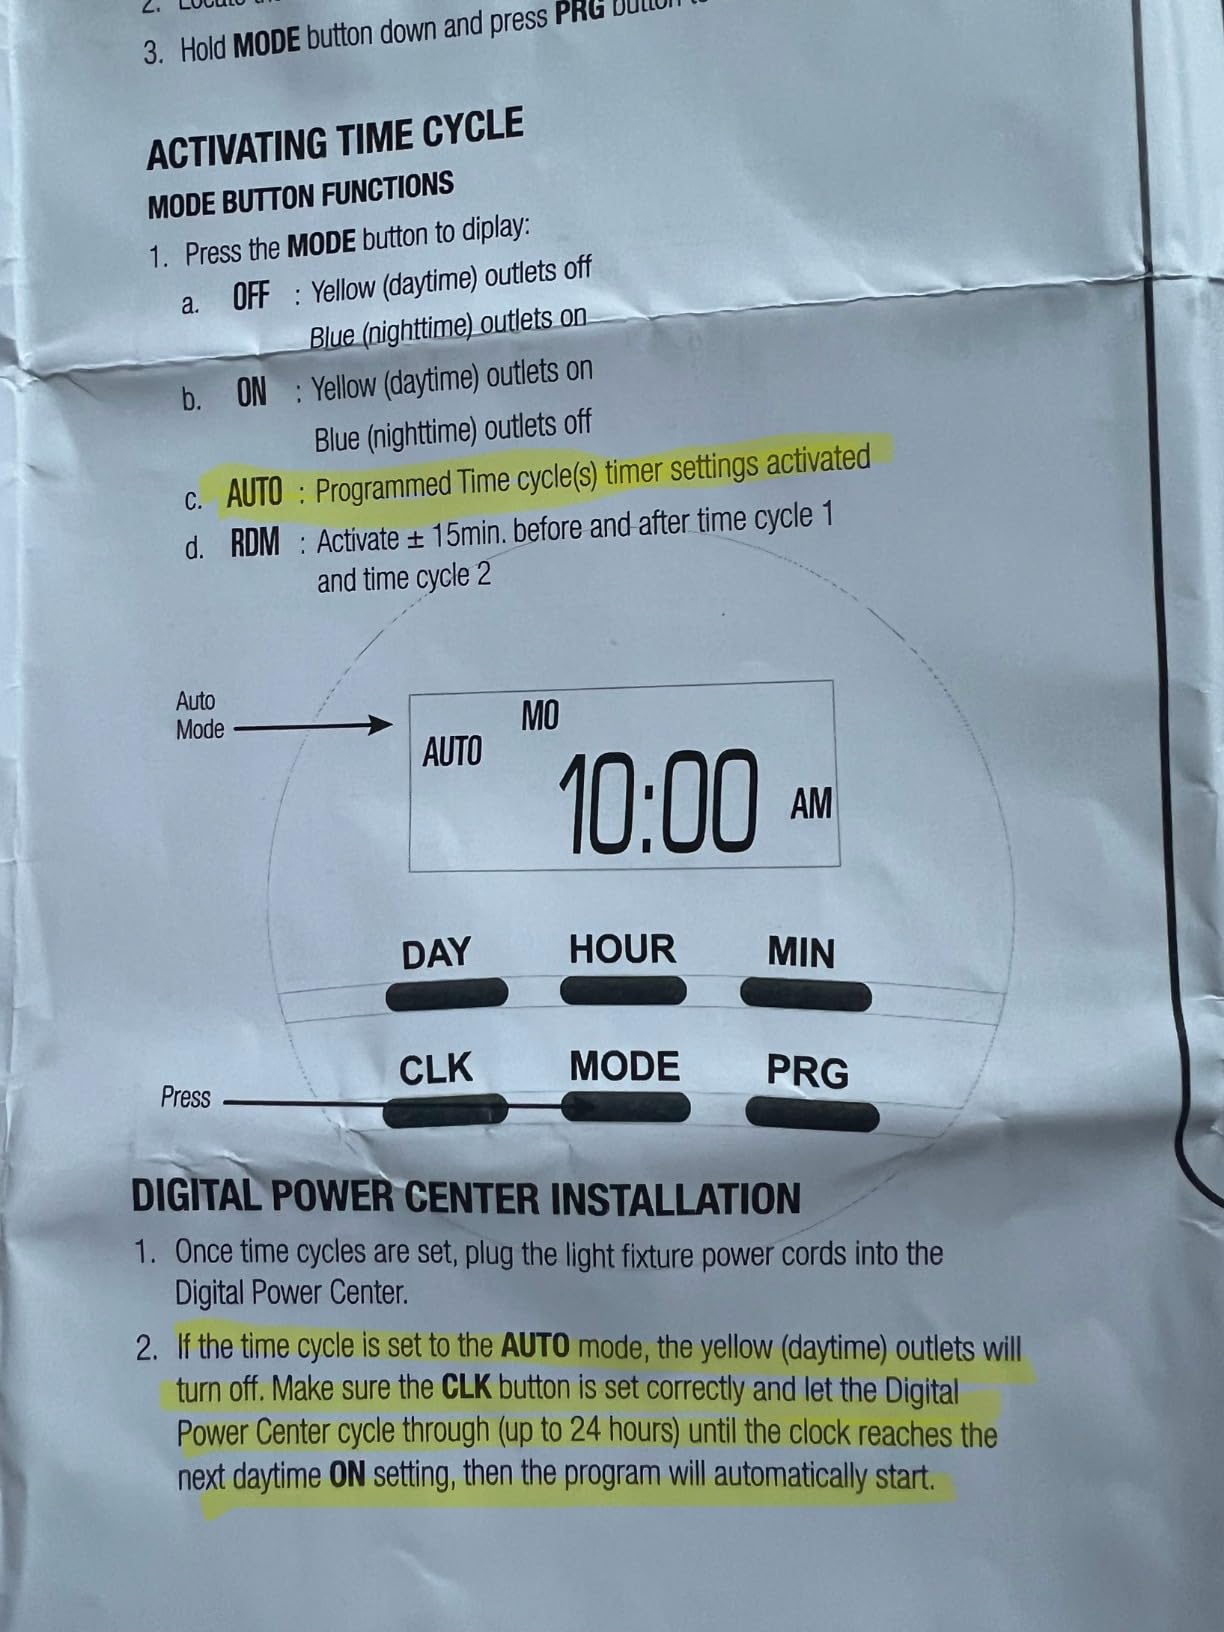 3. Hold MODE button down and press PRG button
ACTIVATING TIME CYCLE
MODE BUTTON FUNCTIONS
1. Press the MODE button to diplay:
a. OFF : Yellow (daytime) outlets off
Blue (nighttime) outlets on
b. ON : Yellow (daytime) outlets on
Blue (nighttime) outlets off
c. AUTO : Programmed Time cycle(s) timer settings activated
d. RDM : Activate ± 15min. before and after time cycle 1
and time cycle 2
Auto
Mode
MO
AUTO
10:00
AM
DAY HOUR MIN
CLK MODE PRG
Press
DIGITAL POWER CENTER INSTALLATION
1. Once time cycles are set, plug the light fixture power cords into the
Digital Power Center.
2. If the time cycle is set to the AUTO mode, the yellow (daytime) outlets will
turn off. Make sure the CLK button is set correctly and let the Digital
Power Center cycle through (up to 24 hours) until the clock reaches the
next daytime ON setting, then the program will automatically start.